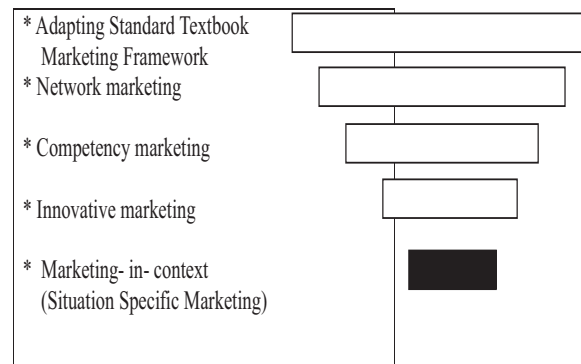 * Adapting Standard Textbook
Marketing Framework
* Network marketing
* Competency marketing
* Innovative marketing
* Marketing- in- context
(Situation Specific Marketing)